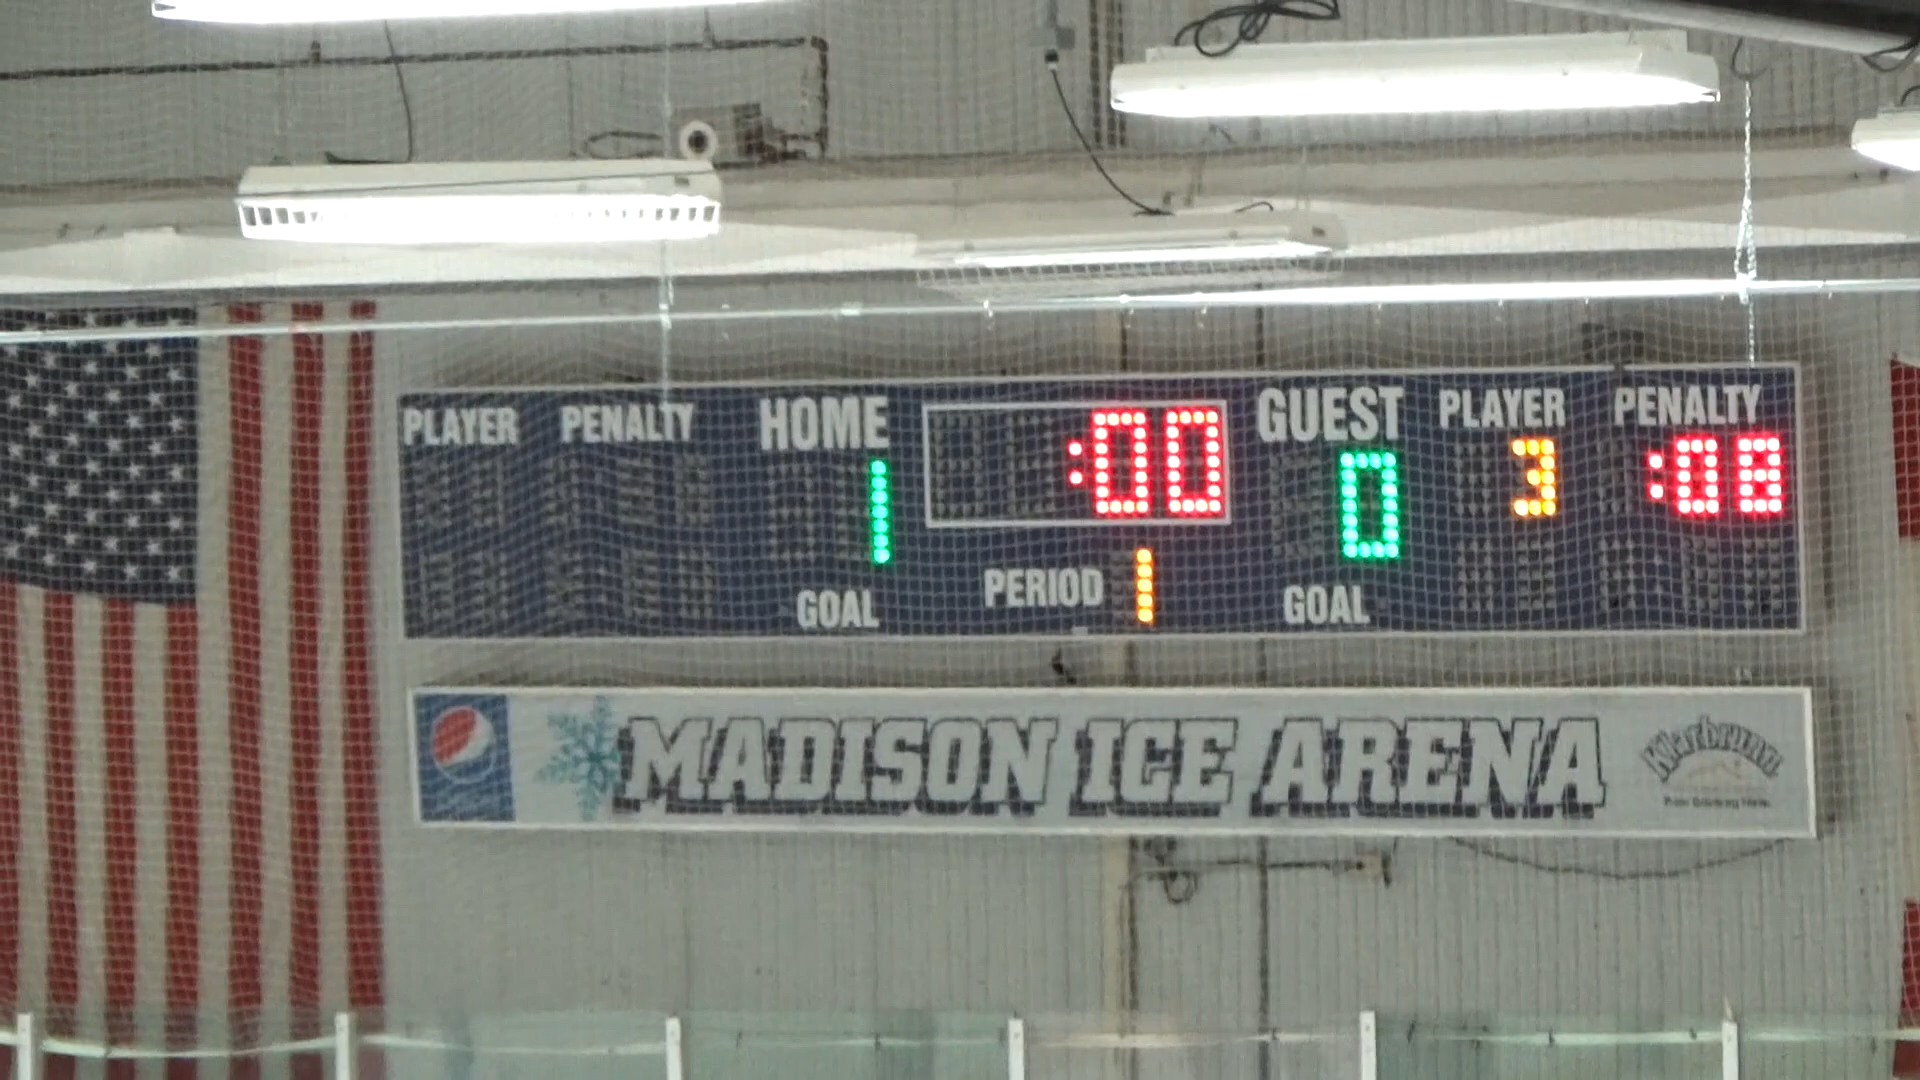 PLAYER PENALTY HOME :00 GUEST PLAYER PENALTY
1 0 3 :08
GOAL PERIOD 1 GOAL
MADISON ICE ARENA